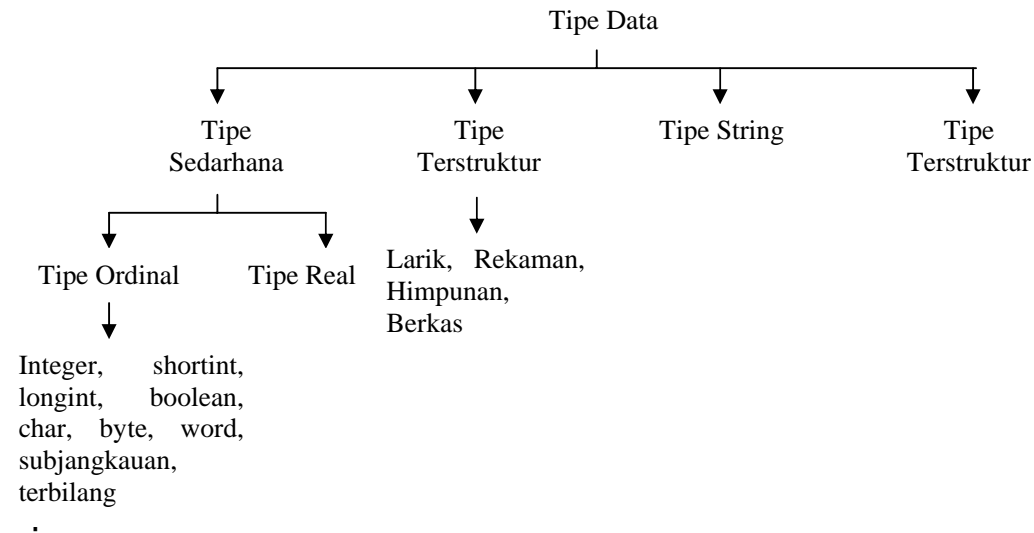 Tipe Data
Tipe
Sedarhana
Tipe
Terstruktur
Tipe String
Tipe
Terstruktur
Tipe Ordinal
Tipe Real
Larik, Rekaman,
Himpunan,
Berkas
Integer, shortint,
longint, boolean,
char, byte, word,
subjangkauan,
terbilang
.